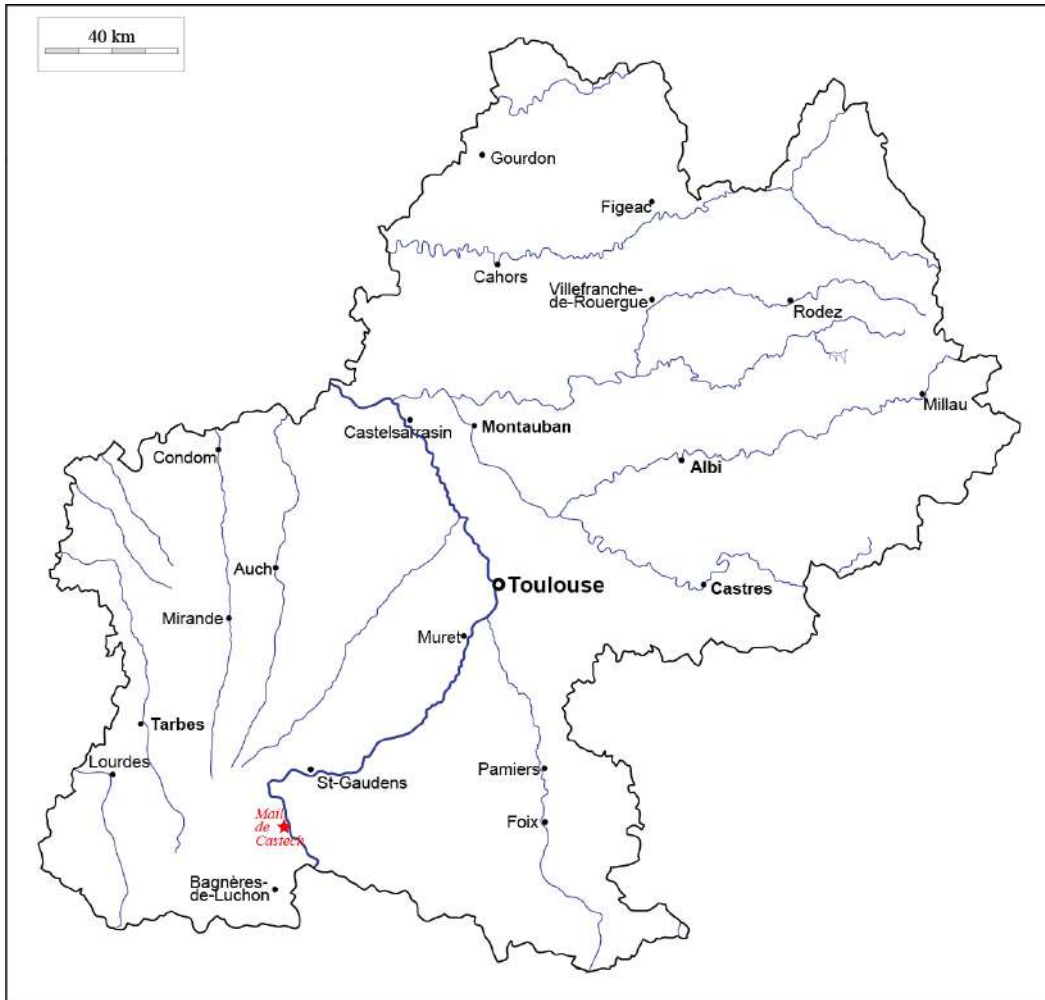 40 km
Gourdon
Figeac
Cahors
Villefranche-
de-Rouergue
Rodez
Millau
Castelsarrasin
Montauban
Condom
Albi
Auch
Toulouse
Castres
Mirande
Muret
Tarbes
Lourdes
St-Gaudens
Pamiers
Mail
de
Castech
Foix
Bagnères-
de-Luchon